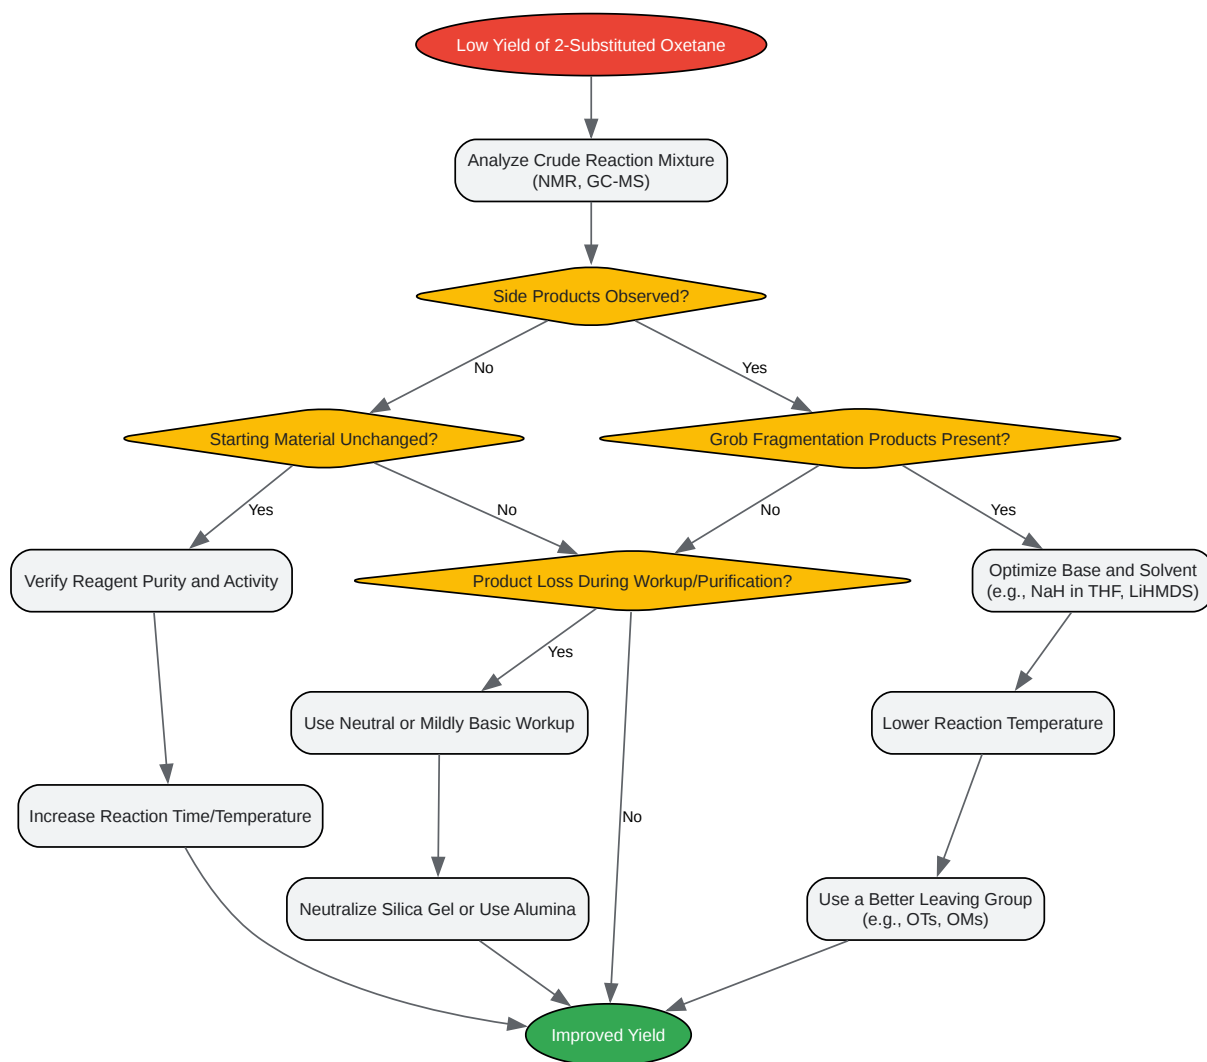 Low Yield of 2-Substituted Oxetane
Analyze Crude Reaction Mixture
(NMR, GC-MS)
Side Products Observed?
No
Yes
Starting Material Unchanged?
Grob Fragmentation Products Present?
Yes
No
No
Yes
Verify Reagent Purity and Activity
Product Loss During Workup/Purification?
Optimize Base and Solvent
(e.g., NaH in THF, LiHMDS)
Yes
Use Neutral or Mildly Basic Workup
Lower Reaction Temperature
Increase Reaction Time/Temperature
No
Neutralize Silica Gel or Use Alumina
Use a Better Leaving Group
(e.g., OTs, OMs)
Improved Yield